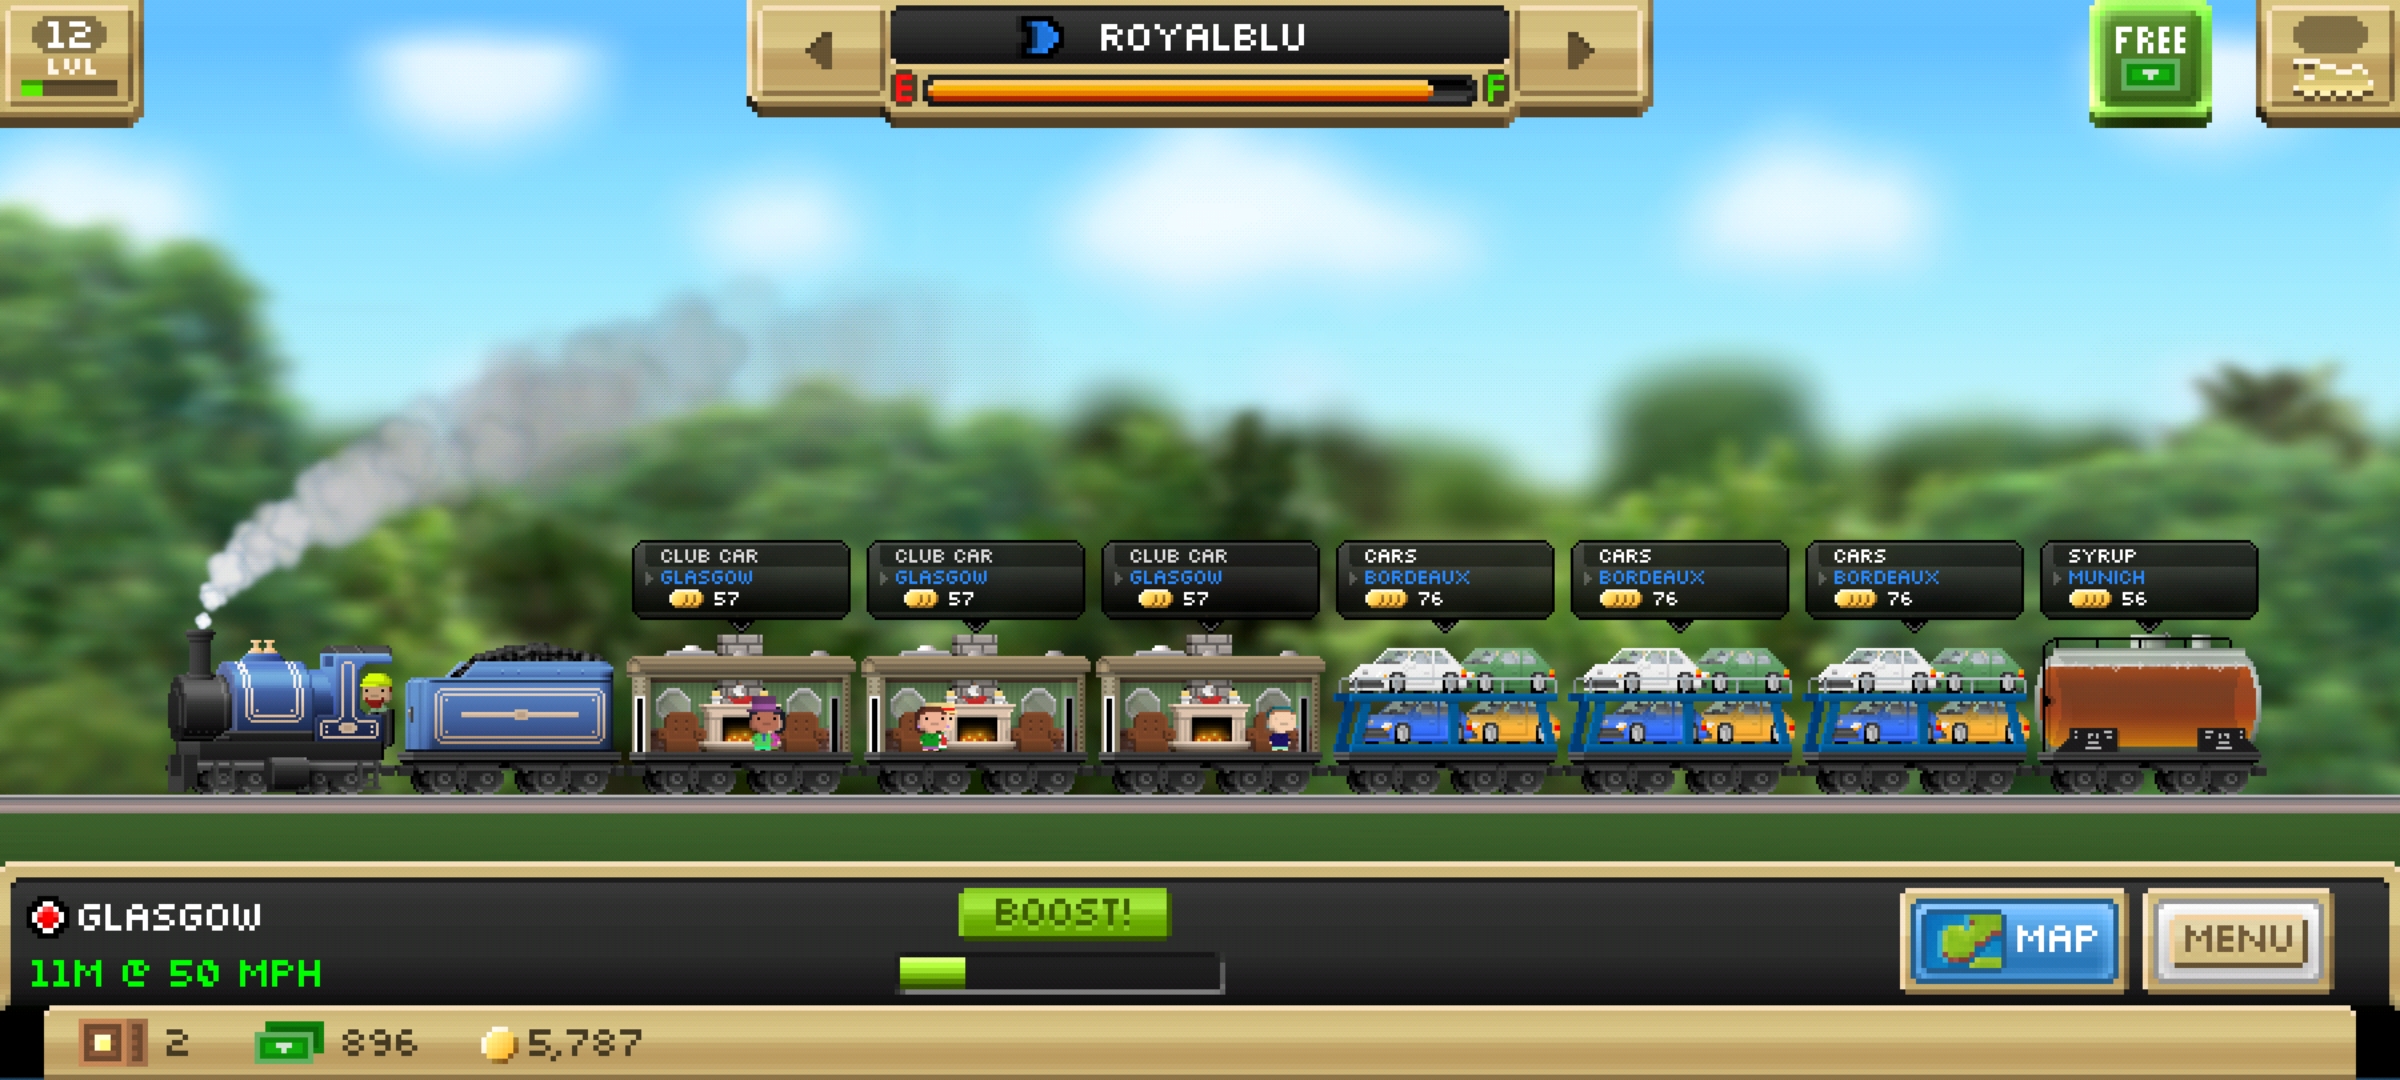 12
LVL
ROYALBLU
E F
FREE
CLUB CAR
GLASGOW
57
CLUB CAR
GLASGOW
57
CLUB CAR
GLASGOW
57
CARS
BORDEAUX
76
CARS
BORDEAUX
76
CARS
BORDEAUX
76
SYRUP
MUNICH
56
GLASGOW
11M @ 50 MPH
BOOST!
MAP
MENU
2
896
5,787